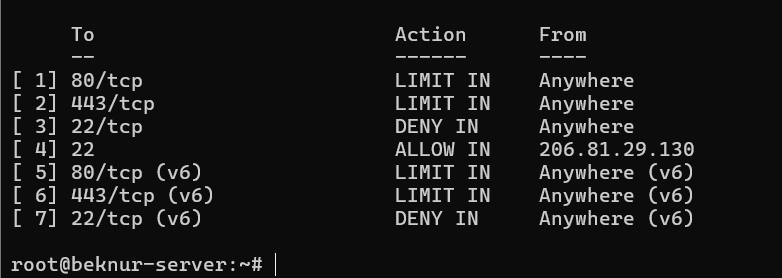 To Action From
-- ------ ----
[ 1] 80/tcp LIMIT IN Anywhere
[ 2] 443/tcp LIMIT IN Anywhere
[ 3] 22/tcp DENY IN Anywhere
[ 4] 22 ALLOW IN 206.81.29.130
[ 5] 80/tcp (v6) LIMIT IN Anywhere (v6)
[ 6] 443/tcp (v6) LIMIT IN Anywhere (v6)
[ 7] 22/tcp (v6) DENY IN Anywhere (v6)
root@beknur-server:~#